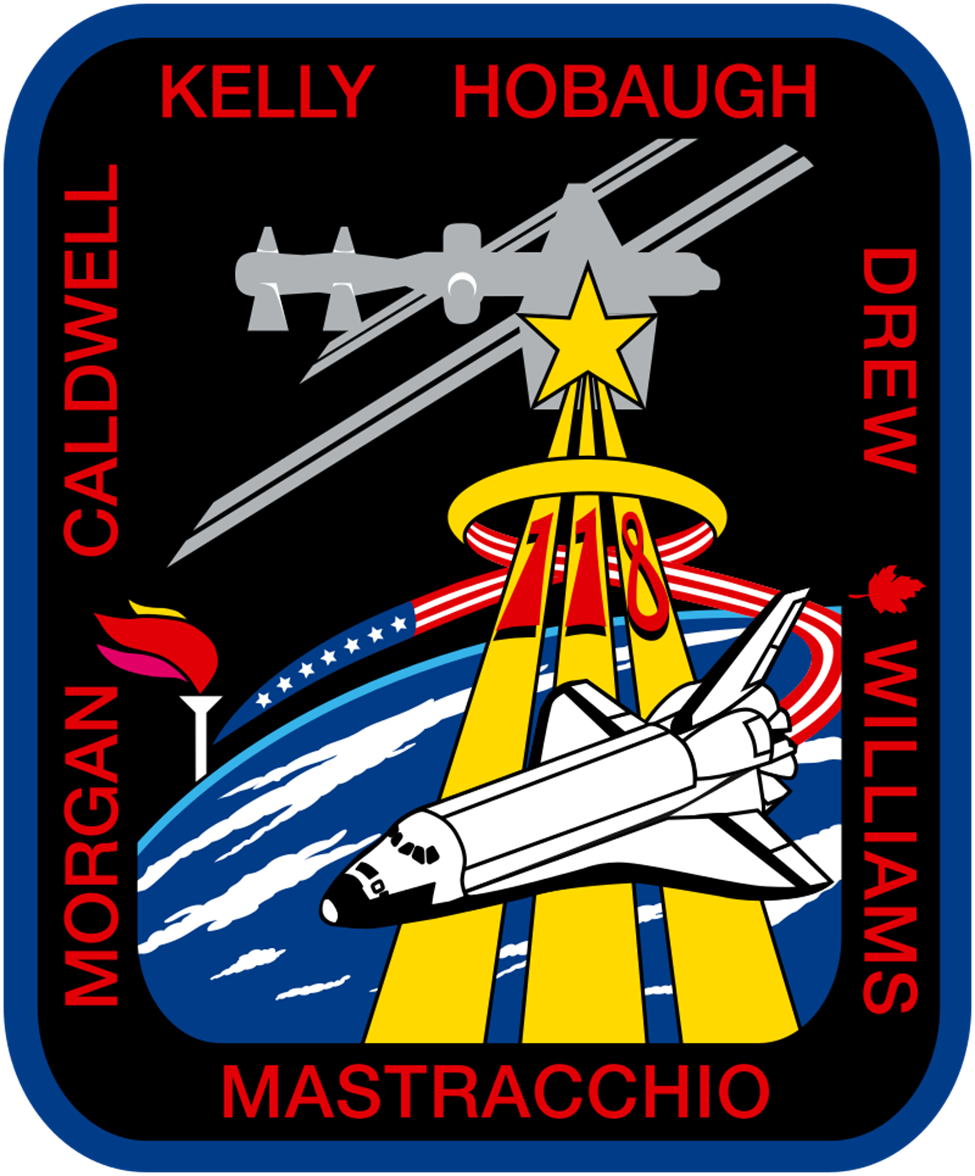 KELLY HOBAUGH
CALDWELL
DREW
118
MORGAN
WILLIAMS
MASTRACCHIO